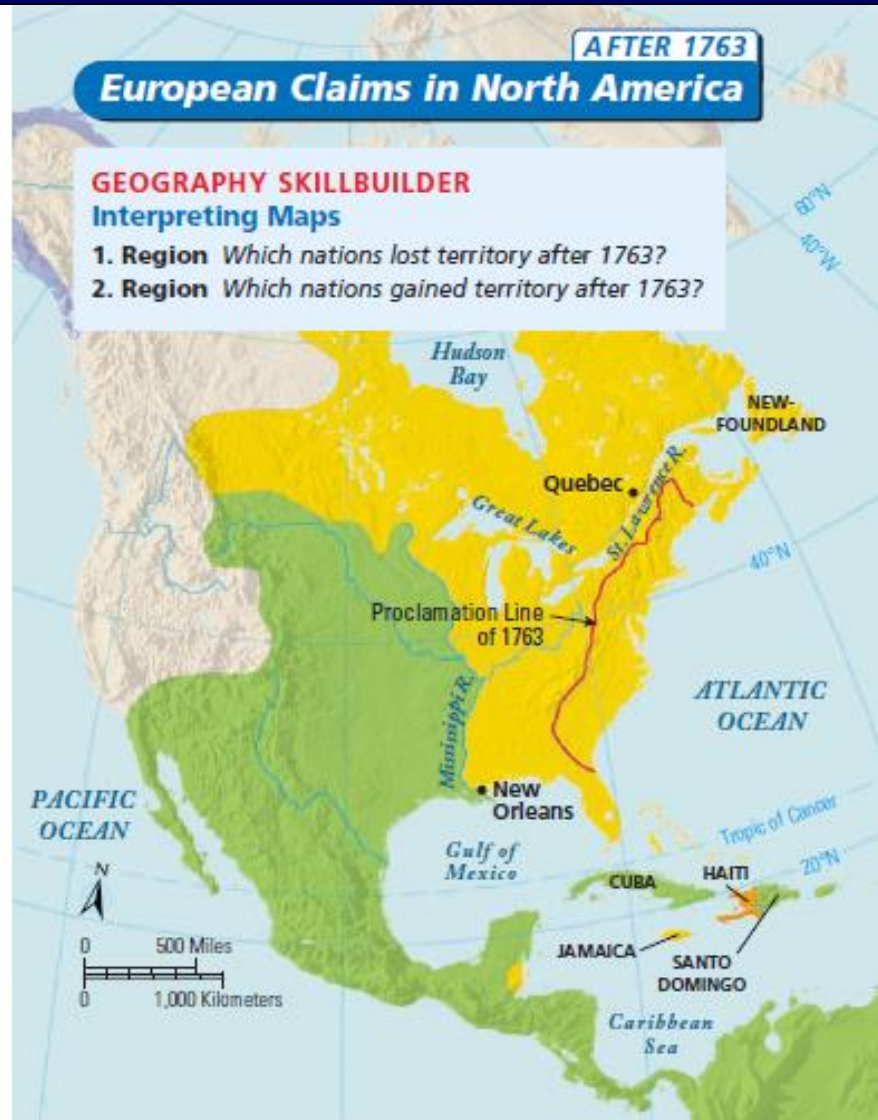 AFTER 1763
European Claims in North America
GEOGRAPHY SKILLBUILDER
Interpreting Maps
1. Region Which nations lost territory after 1763?
2. Region Which nations gained territory after 1763?
60°N
40°W
Hudson
Bay
NEW-
FOUNDLAND
Quebec
St. Lawrence R.
Great Lakes
40°N
Proclamation Line
of 1763
Mississippi R.
ATLANTIC
OCEAN
New
Orleans
PACIFIC
OCEAN
Gulf of
Mexico
Tropic of Cancer
20°N
CUBA
HAITI
N
0 500 Miles
0 1,000 Kilometers
JAMAICA
SANTO
DOMINGO
Caribbean
Sea